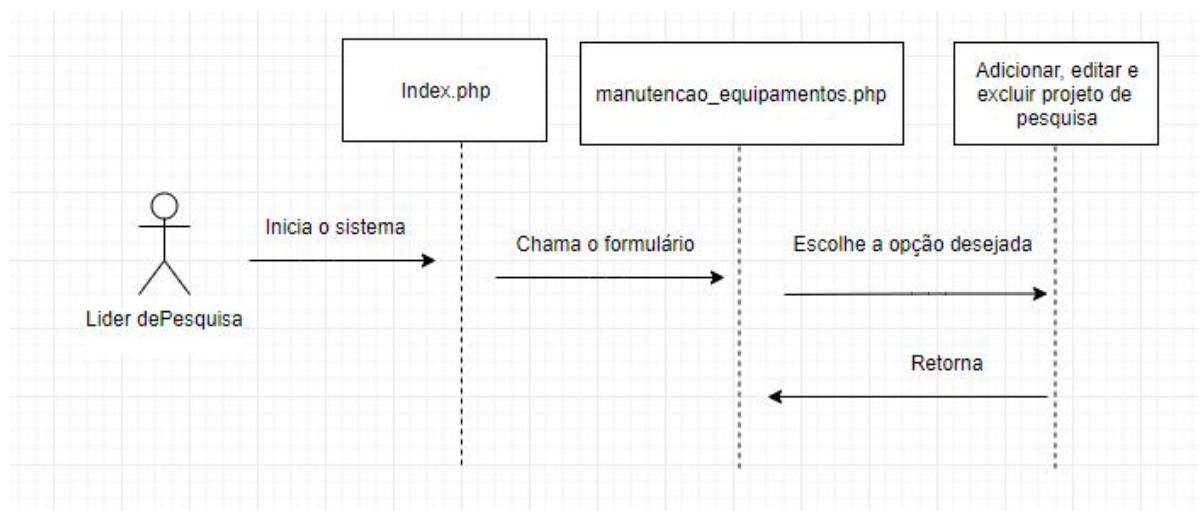 Index.php
manutencao_equipamentos.php
Adicionar, editar e
excluir projeto de
pesquisa
Inicia o sistema
Chama o formulário
Escolhe a opção desejada
Lider dePesquisa
Retorna